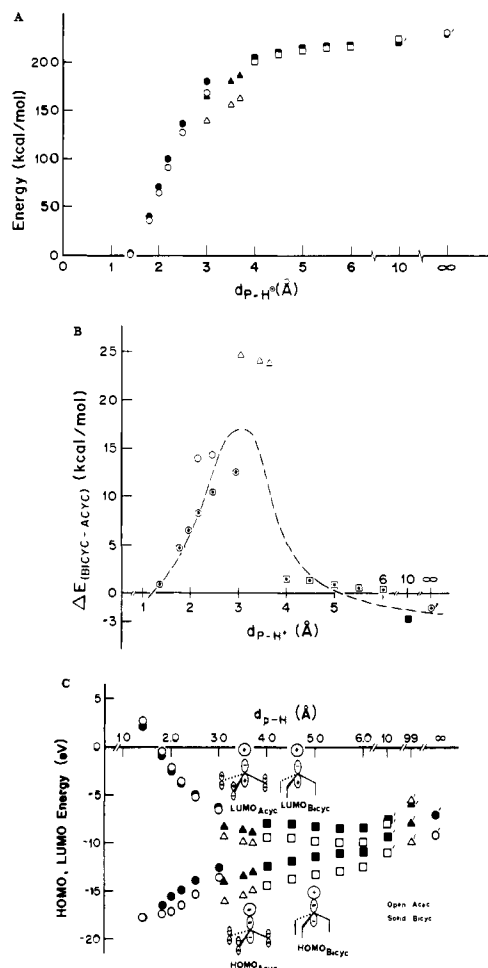 A
Energy (kcal/mol)
200
150
100
50
0
0 1 2 3 4 5 6 10 ∞
dP-H⊕(Å)
B
ΔE(BICYC - ACYC) (kcal/mol)
25
20
15
10
5
0
-3
6 10 ∞
1 2 3 4 5
dP-H+ (Å)
C
dP-H (Å)
1.0 2.0 3.0 4.0 5.0 6.0 10 99 ∞
HOMO, LUMO Energy (eV)
5
0
-5
-10
-15
-20
LUMOAcyc LUMOBicyc
Open Acyc
Solid Bicyc
HOMOAcyc HOMOBicyc